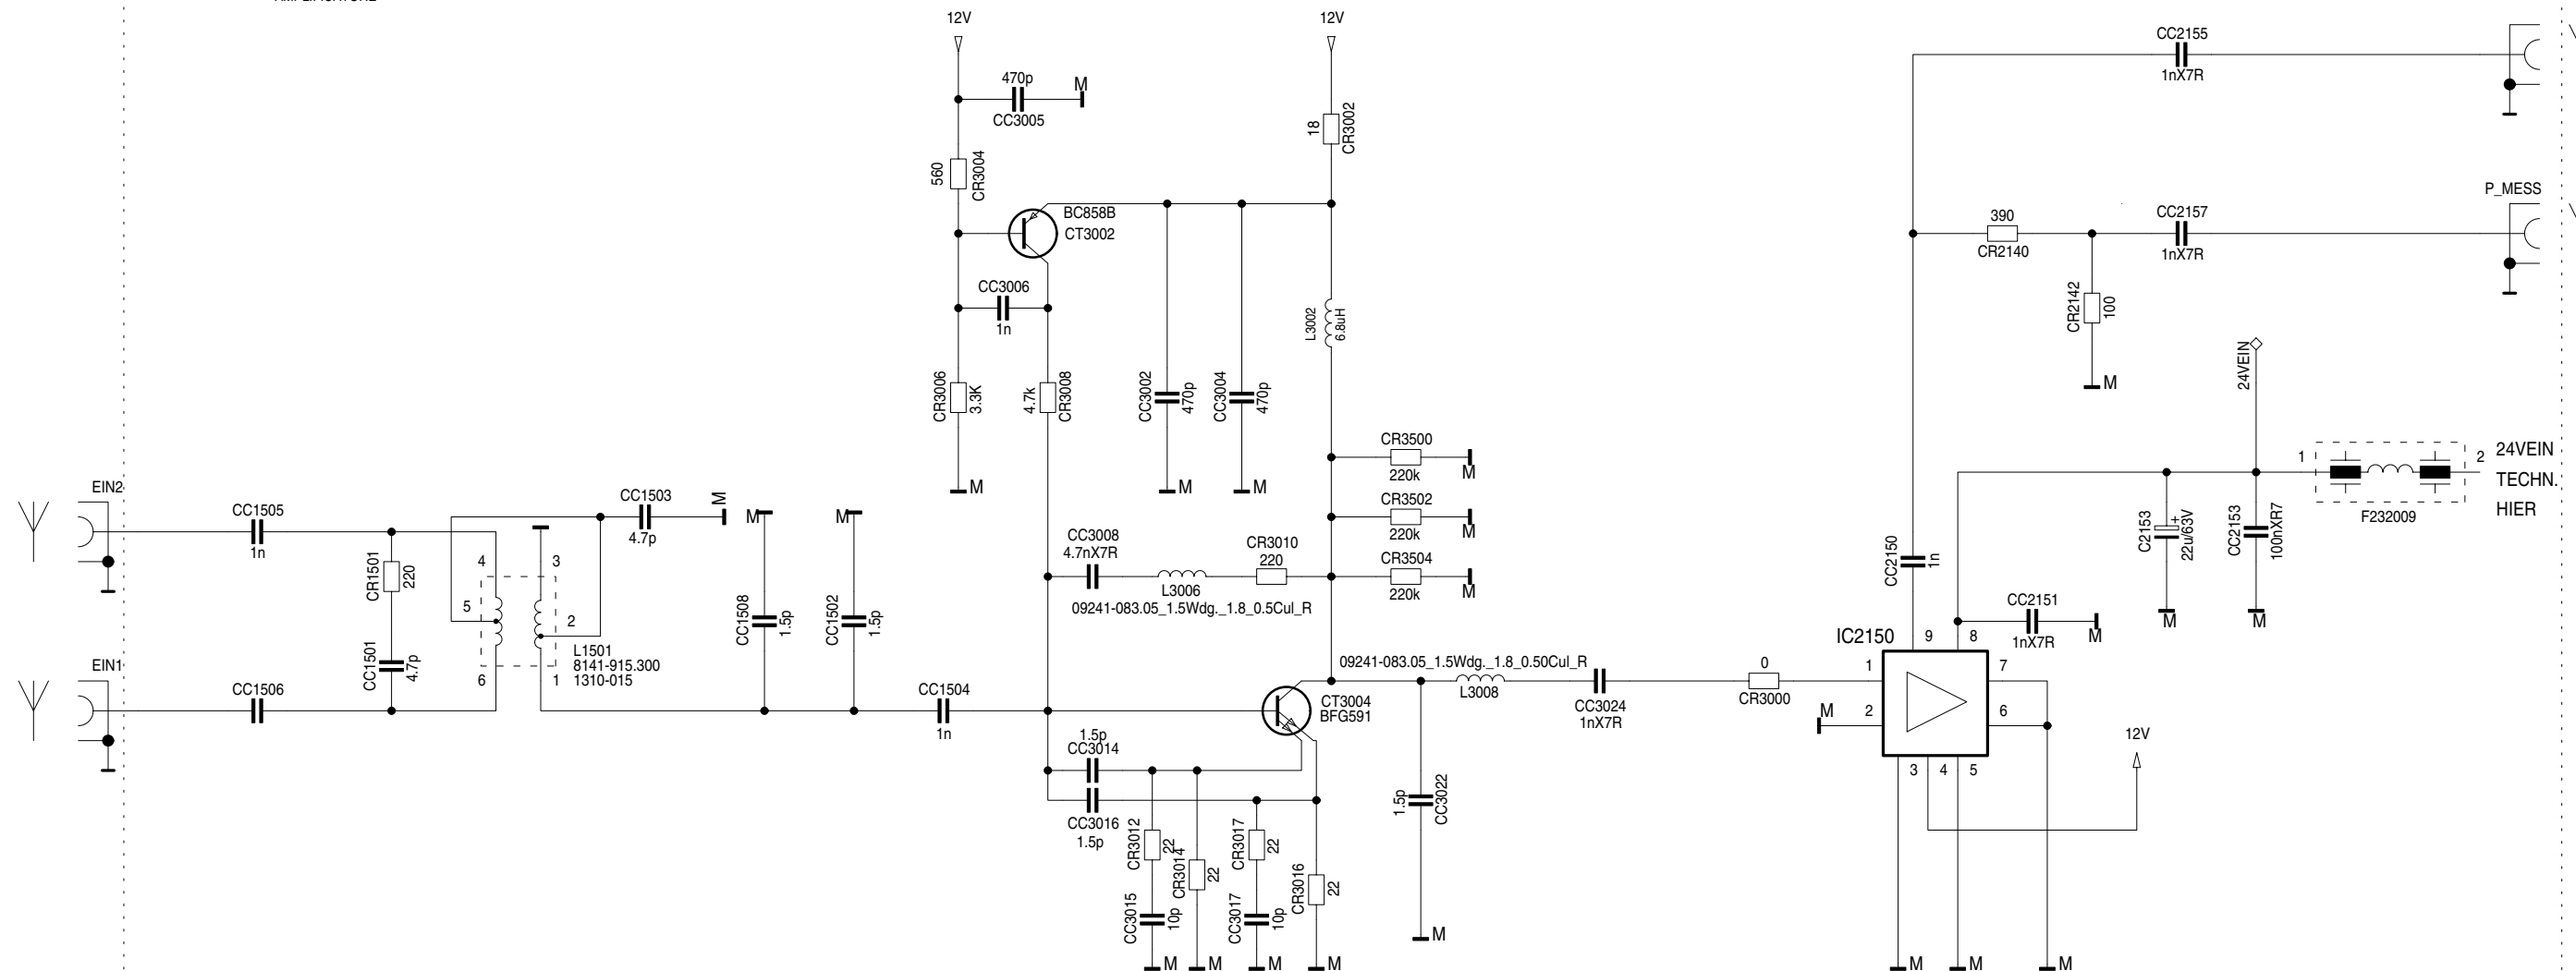 12V
12V
470p
M
CC3005
560
CR3004
18
CR3002
BC858B
CT3002
CC3006
1n
CR3006
3.3K
4.7k
CR3008
CC3002
470p
CC3004
470p
L3002
6.8uH
M
M
M
CR3500
220k
M
CR3502
220k
M
CR3504
220k
M
EIN2
CC1505
1n
CR1501
220
CC1501
4.7p
EIN1
CC1506
4
5
6
3
2
1
L1501
8141-915.300
1310-015
CC1503
4.7p
M
M
CC1508
1.5p
M
CC1502
1.5p
CC1504
1n
CC3008
4.7nX7R
L3006
CR3010
220
09241-083.05_1.5Wdg._1.8_0.5Cul_R
CT3004
BFG591
1.5p
CC3014
CC3016
1.5p
CR3012
22
CR3014
22
CR3017
22
CR3016
22
CC3015
10p
CC3017
10p
M
M
M
M
09241-083.05_1.5Wdg._1.8_0.50Cul_R
L3008
1.5p
CC3022
M
CC3024
1nX7R
0
CR3000
CC2155
1nX7R
P_MESS
390
CR2140
CC2157
1nX7R
CR2142
100
M
24VEIN
CC2150
1n
C2153
+
22u/63V
M
CC2153
100nXR7
M
1
2
F232009
24VEIN
TECHN.
HIER
CC2151
1nX7R
M
IC2150
9
8
1
2
7
6
3
4
5
M
12V
M
M
M